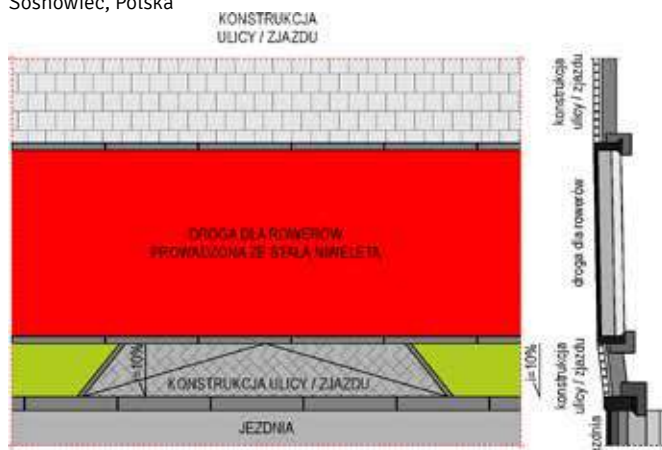 Sosnowiec, Polska
KONSTRUKCJA
ULICY / ZJAZDU
DROGA DLA ROWERÓW
PROWADZONA ZE STAŁĄ NIWELETĄ
i=10%
KONSTRUKCJA ULICY / ZJAZDU
JEZDNIA
i=10%
konstrukcja
ulicy / zjazdu
droga dla rowerów
konstrukcja
ulicy / zjazdu
jezdnia